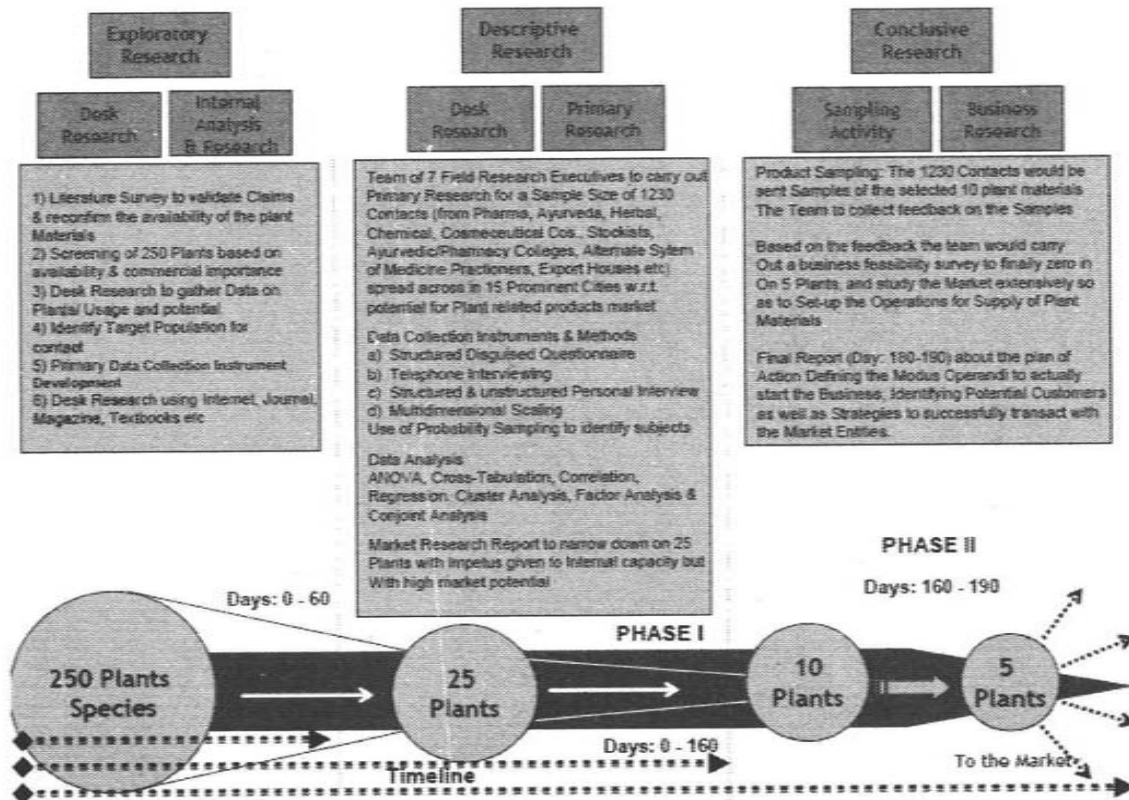 Exploratory
Research
Desk
Research
Internal
Analysis
& Research
1) Literature Survey to validate Claims
& reconfirm the availability of the plant
Materials
2) Screening of 250 Plants based on
availability & commercial importance
3) Desk Research to gather Data on
Plants/ Usage and potential
4) Identify Target Population for
contact
5) Primary Data Collection Instrument
Development
6) Desk Research using Internet, Journal,
Magazine, Textbooks etc
Descriptive
Research
Desk
Research
Primary
Research
Team of 7 Field Research Executives to carry out
Primary Research for a Sample Size of 1230
Contacts (from Pharma, Ayurveda, Herbal,
Chemical, Cosmeceutical Cos., Stockists,
Ayurvedic/Pharmacy Colleges, Alternate Sytem
of Medicine Practioners, Export Houses etc)
spread across in 15 Prominent Cities w.r.t.
potential for Plant related products market
Data Collection Instruments & Methods
a) Structured Disguised Questionnaire
b) Telephone Interviewing
c) Structured & unstructured Personal Interview
d) Multidimensional Scaling
Use of Probability Sampling to identify subjects
Data Analysis
ANOVA, Cross-Tabulation, Correlation,
Regression. Cluster Analysis, Factor Analysis &
Conjoint Analysis
Market Research Report to narrow down on 25
Plants with Impetus given to Internal capacity but
With high market potential
Conclusive
Research
Sampling
Activity
Business
Research
Product Sampling: The 1230 Contacts would be
sent Samples of the selected 10 plant materials
The Team to collect feedback on the Samples
Based on the feedback the team would carry
Out a business feasibility survey to finally zero in
On 5 Plants, and study the Market extensively so
as to Set-up the Operations for Supply of Plant
Materials
Final Report (Day: 180-190) about the plan of
Action Defining the Modus Operandi to actually
start the Business, Identifying Potential Customers
as well as Strategies to successfully transact with
the Market Entities.
PHASE II
Days: 160 - 190
Days: 0 - 60
PHASE I
250 Plants
Species
25
Plants
10
Plants
5
Plants
Days: 0 - 160
Timeline
To the Market